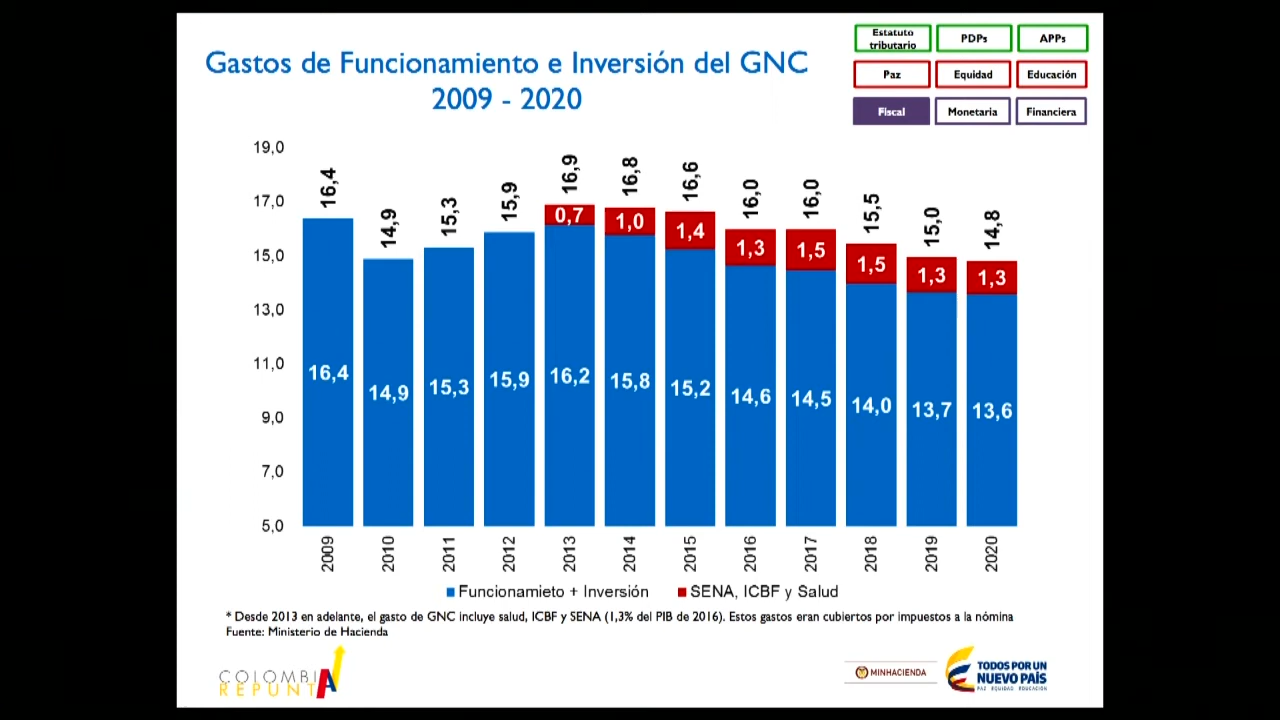 Gastos de Funcionamiento e Inversión del GNC
2009 - 2020
Estatuto
tributario
PDPs
APPs
Paz
Equidad
Educación
Fiscal
Monetaria
Financiera
19,0
17,0
15,0
13,0
11,0
9,0
7,0
5,0
16,4
14,9
15,3
15,9
16,9
16,8
16,6
16,0
16,0
15,5
15,0
14,8
0,7
1,0
1,4
1,3
1,5
1,5
1,3
1,3
16,4
14,9
15,3
15,9
16,2
15,8
15,2
14,6
14,5
14,0
13,7
13,6
2009
2010
2011
2012
2013
2014
2015
2016
2017
2018
2019
2020
Funcionamieto + Inversión
SENA, ICBF y Salud
* Desde 2013 en adelante, el gasto de GNC incluye salud, ICBF y SENA (1,3% del PIB de 2016). Estos gastos eran cubiertos por impuestos a la nómina
Fuente: Ministerio de Hacienda
COLOMBIA
REPUNTA
MINHACIENDA
TODOS POR UN
NUEVO PAÍS
PAZ EQUIDAD EDUCACIÓN